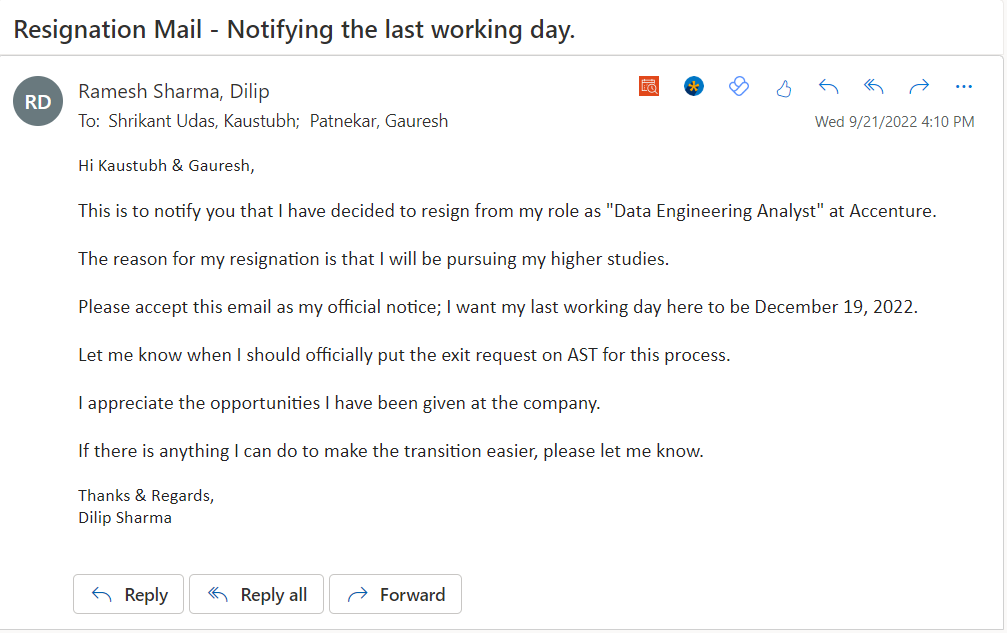 Resignation Mail - Notifying the last working day.
RD
Ramesh Sharma, Dilip
To: Shrikant Udas, Kaustubh; Patnekar, Gauresh
Wed 9/21/2022 4:10 PM
Hi Kaustubh & Gauresh,
This is to notify you that I have decided to resign from my role as "Data Engineering Analyst" at Accenture.
The reason for my resignation is that I will be pursuing my higher studies.
Please accept this email as my official notice; I want my last working day here to be December 19, 2022.
Let me know when I should officially put the exit request on AST for this process.
I appreciate the opportunities I have been given at the company.
If there is anything I can do to make the transition easier, please let me know.
Thanks & Regards,
Dilip Sharma
Reply Reply all Forward